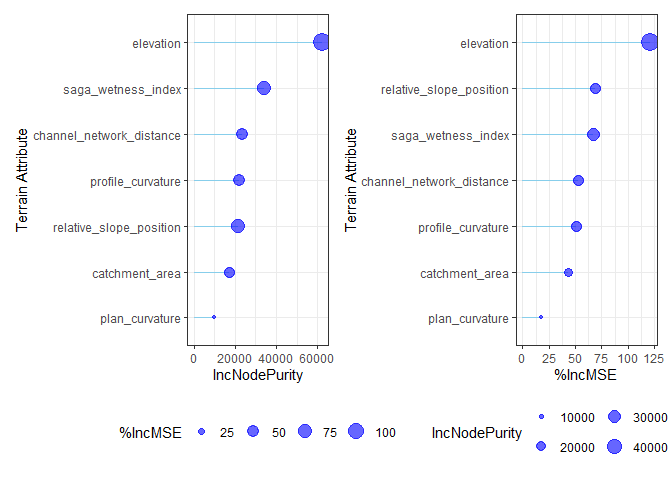 Terrain Attribute
elevation
saga_wetness_index
channel_network_distance
profile_curvature
relative_slope_position
catchment_area
plan_curvature
0 20000 40000 60000
IncNodePurity
%IncMSE 25 50 75 100
Terrain Attribute
elevation
relative_slope_position
saga_wetness_index
channel_network_distance
profile_curvature
catchment_area
plan_curvature
0 25 50 75 100 125
%IncMSE
IncNodePurity
10000 30000
20000 40000